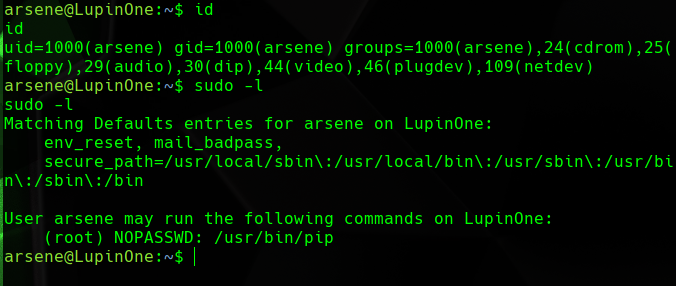 arsene@LupinOne:~$ id
id
uid=1000(arsene) gid=1000(arsene) groups=1000(arsene),24(cdrom),25(
floppy),29(audio),30(dip),44(video),46(plugdev),109(netdev)
arsene@LupinOne:~$ sudo -l
sudo -l
Matching Defaults entries for arsene on LupinOne:
    env_reset, mail_badpass,
    secure_path=/usr/local/sbin\:/usr/local/bin\:/usr/sbin\:/usr/bi
n\:/sbin\:/bin

User arsene may run the following commands on LupinOne:
    (root) NOPASSWD: /usr/bin/pip
arsene@LupinOne:~$